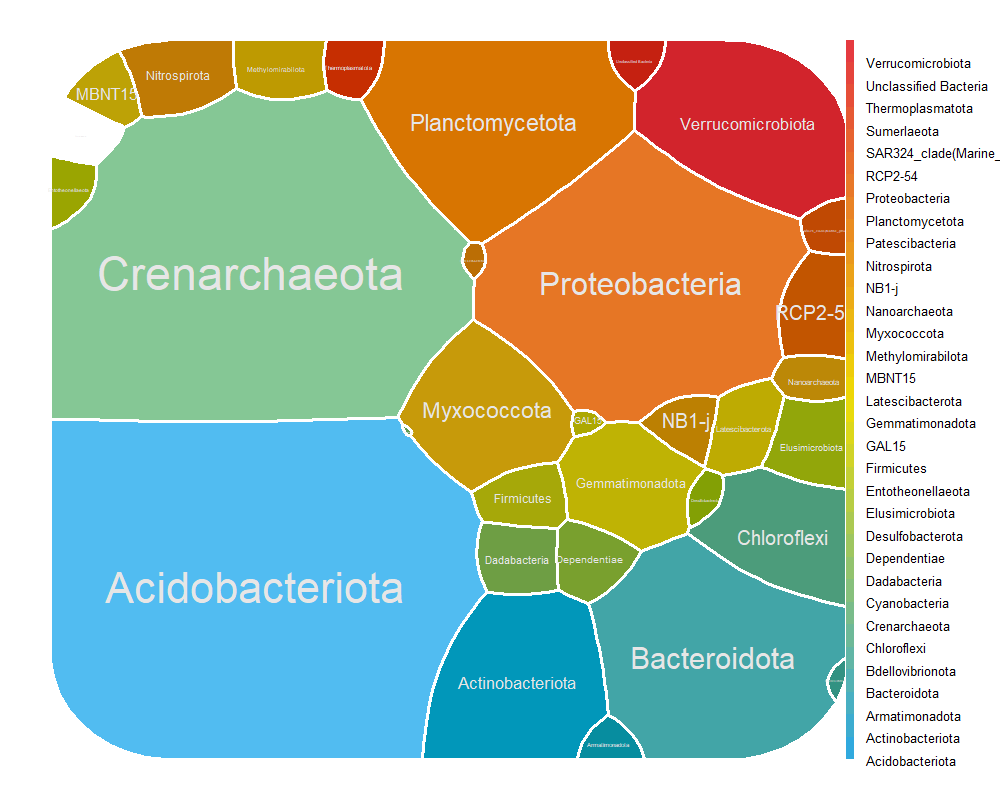 Nitrospirota
Methylomirabilota
Thermoplasmatota
Unclassified Bacteria
MBNT15
Planctomycetota
Verrucomicrobiota
Crenarchaeota
Proteobacteria
RCP2-5
Nanoarchaeota
Myxococcota
GAL15
NB1-j
Latescibacterota
Elusimicrobiota
Gemmatimonadota
Firmicutes
Chloroflexi
Dadabacteria
Dependentiae
Acidobacteriota
Bacteroidota
Actinobacteriota
Armatimonadota
Verrucomicrobiota
Unclassified Bacteria
Thermoplasmatota
Sumerlaeota
SAR324_clade(Marine_
RCP2-54
Proteobacteria
Planctomycetota
Patescibacteria
Nitrospirota
NB1-j
Nanoarchaeota
Myxococcota
Methylomirabilota
MBNT15
Latescibacterota
Gemmatimonadota
GAL15
Firmicutes
Entotheonellaeota
Elusimicrobiota
Desulfobacterota
Dependentiae
Dadabacteria
Cyanobacteria
Crenarchaeota
Chloroflexi
Bdellovibrionota
Bacteroidota
Armatimonadota
Actinobacteriota
Acidobacteriota